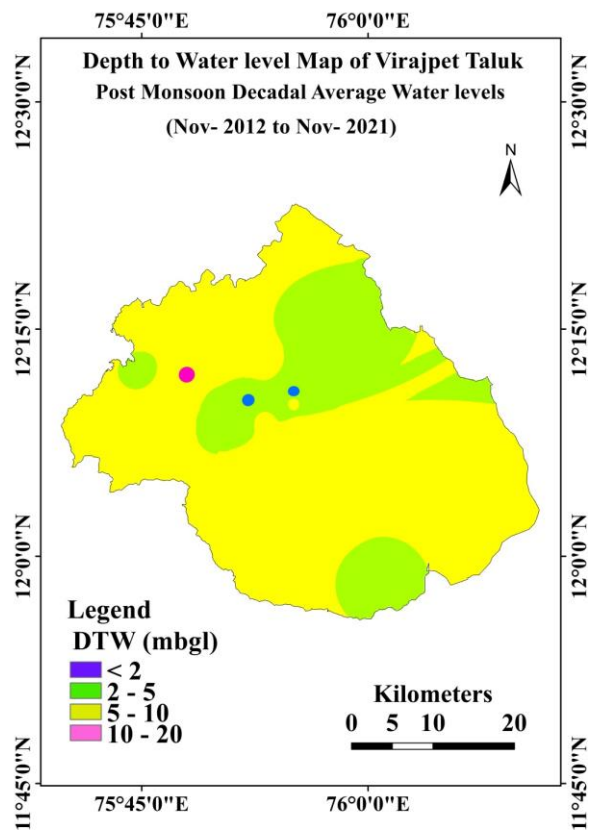 75°45'0"E 76°0'0"E
Depth to Water level Map of Virajpet Taluk
Post Monsoon Decadal Average Water levels
(Nov- 2012 to Nov- 2021)
N
12°30'0"N 12°30'0"N
12°15'0"N 12°15'0"N
12°0'0"N 12°0'0"N
11°45'0"N 11°45'0"N
Legend
DTW (mbgl)
< 2
2 - 5
5 - 10
10 - 20
Kilometers
0 5 10 20
75°45'0"E 76°0'0"E